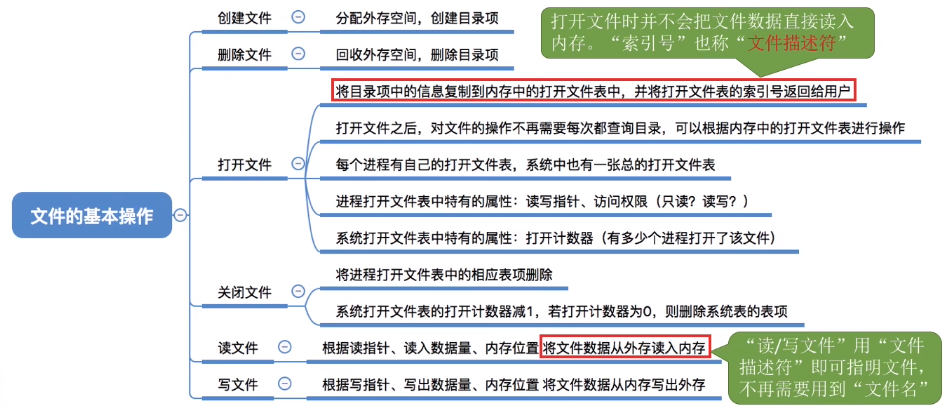 打开文件时并不会把文件数据直接读入
内存。“索引号”也称“文件描述符”
文件的基本操作
创建文件
分配外存空间，创建目录项
删除文件
回收外存空间，删除目录项
打开文件
将目录项中的信息复制到内存中的打开文件表中，并将打开文件表的索引号返回给用户
打开文件之后，对文件的操作不再需要每次都查询目录，可以根据内存中的打开文件表进行操作
每个进程有自己的打开文件表，系统中也有一张总的打开文件表
进程打开文件表中特有的属性：读写指针、访问权限（只读？读写？）
系统打开文件表中特有的属性：打开计数器（有多少个进程打开了该文件）
关闭文件
将进程打开文件表中的相应表项删除
系统打开文件表的打开计数器减1，若打开计数器为0，则删除系统表的表项
读文件
根据读指针、读入数据量、内存位置 将文件数据从外存读入内存
写文件
根据写指针、写出数据量、内存位置 将文件数据从内存写出外存
“读/写文件”用“文件
描述符”即可指明文件，
不再需要用到“文件名”